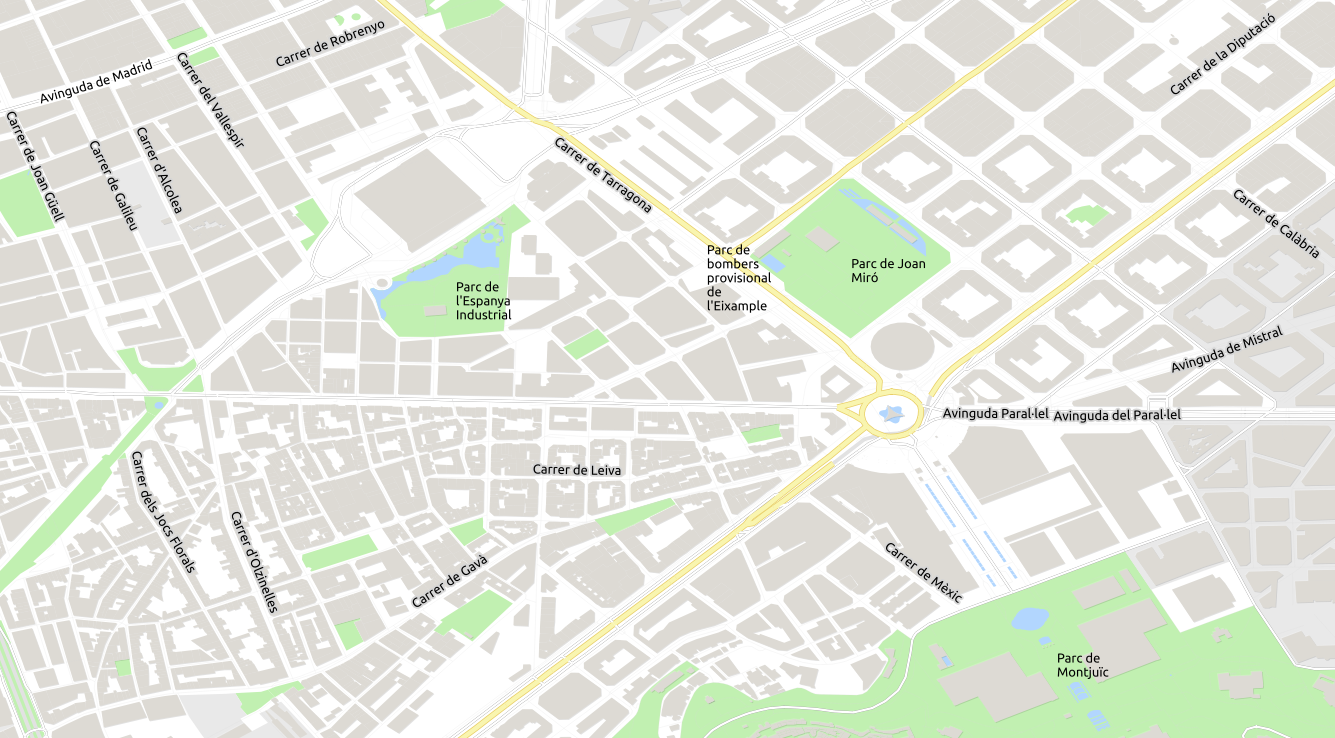 Carrer de la Diputació
Carrer de Robrenyo
Avinguda de Madrid
Carrer del Vallespir
Carrer de Joan Güell
Carrer de Galileu
Carrer d'Alcolea
Carrer de Tarragona
Carrer de Calàbria
Parc de
bombers
provisional
de
l'Eixample
Parc de Joan
Miró
Parc de
l'Espanya
Industrial
Avinguda de Mistral
Avinguda Paral·lel
Avinguda del Paral·lel
Carrer de Leiva
Carrer dels Jocs Florals
Carrer d'Olzinelles
Carrer de Gavà
Carrer de Mèxic
Parc de
Montjuïc